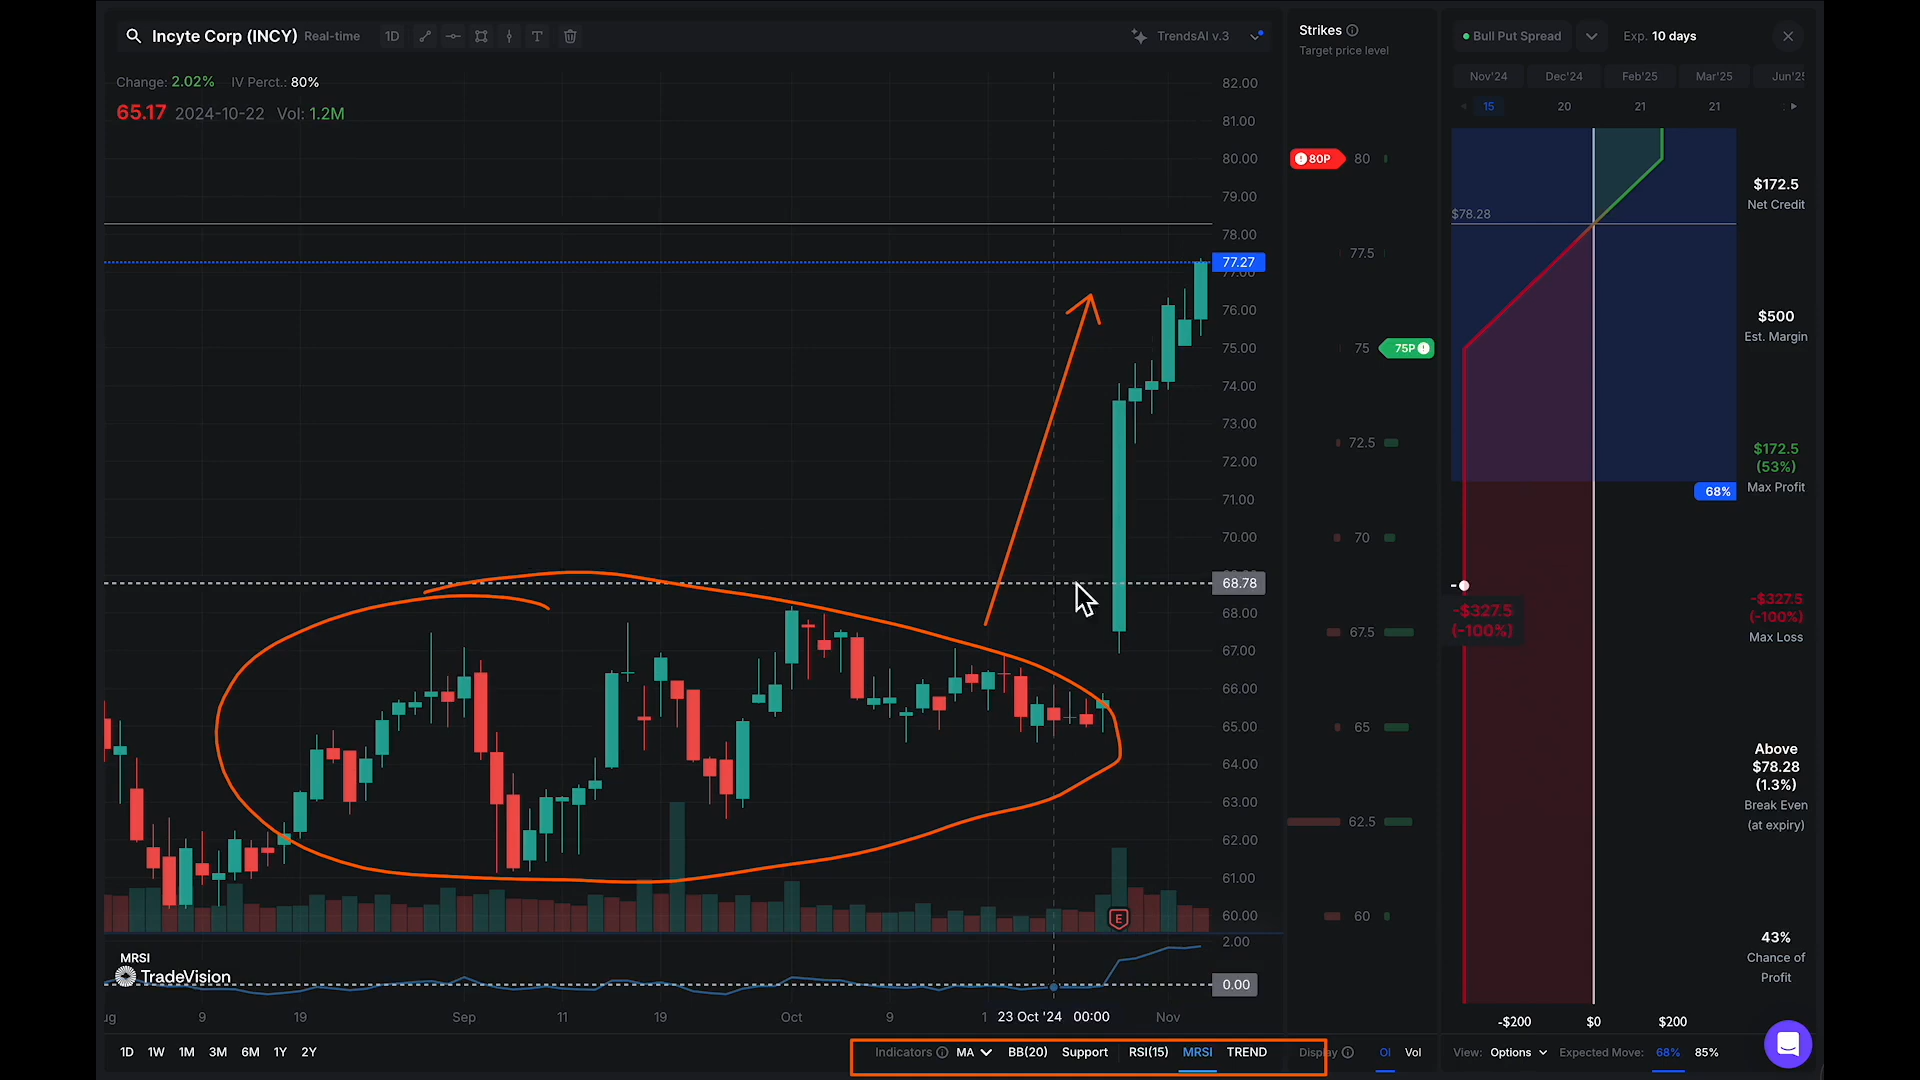 Incyte Corp (INCY) Real-time 1D T TrendsAI v.3
Change: 2.02% IV Perct.: 80%
65.17 2024-10-22 Vol: 1.2M
82.00
81.00
80.00
79.00
78.00
77.27
77.00
76.00
75.00
74.00
73.00
72.00
71.00
70.00
68.78
68.00
67.00
66.00
65.00
64.00
63.00
62.00
61.00
60.00
E
2.00
MRSI
TradeVision
0.00
ug 9 19 Sep 11 19 Oct 9 1 23 Oct '24 00:00 Nov
1D 1W 1M 3M 6M 1Y 2Y
Indicators MA BB(20) Support RSI(15) MRSI TREND
Strikes
Target price level
80P 80
77.5
75 75P
72.5
70
67.5
65
62.5
60
Display OI Vol
Bull Put Spread Exp. 10 days
Nov'24 Dec'24 Feb'25 Mar'25 Jun'25
15 20 21 21
$78.28
68%
-$327.5
(-100%)
$172.5
Net Credit
$500
Est. Margin
$172.5
(53%)
Max Profit
-$327.5
(-100%)
Max Loss
Above
$78.28
(1.3%)
Break Even
(at expiry)
43%
Chance of
Profit
-$200 $0 $200
View: Options Expected Move: 68% 85%